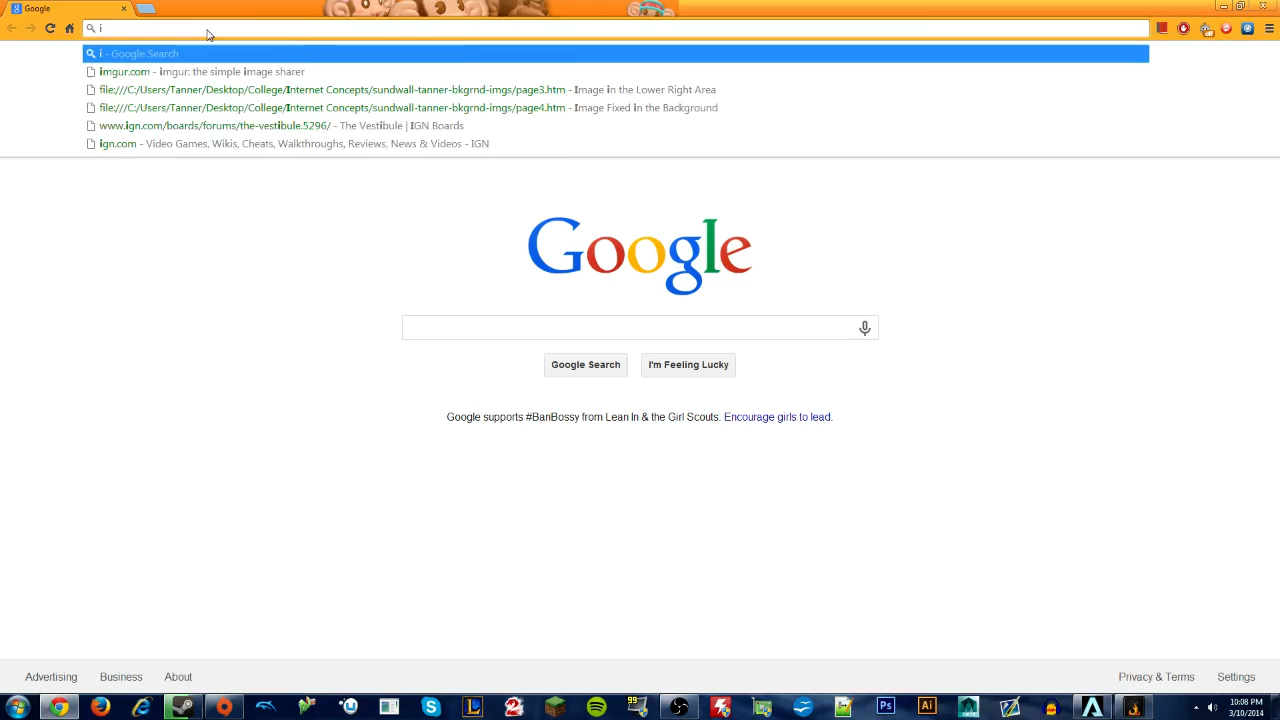 Google
i
i - Google Search
imgur.com - imgur: the simple image sharer
file:///C:/Users/Tanner/Desktop/College/Internet Concepts/sundwall-tanner-bkgrnd-imgs/page3.htm - Image in the Lower Right Area
file:///C:/Users/Tanner/Desktop/College/Internet Concepts/sundwall-tanner-bkgrnd-imgs/page4.htm - Image Fixed in the Background
www.ign.com/boards/forums/the-vestibule.5296/ - The Vestibule | IGN Boards
ign.com - Video Games, Wikis, Cheats, Walkthroughs, Reviews, News & Videos - IGN
Google
Google Search I'm Feeling Lucky
Google supports #BanBossy from Lean In & the Girl Scouts. Encourage girls to lead.
Advertising Business About Privacy & Terms Settings
99 Ps Ai 10:08 PM
3/10/2014